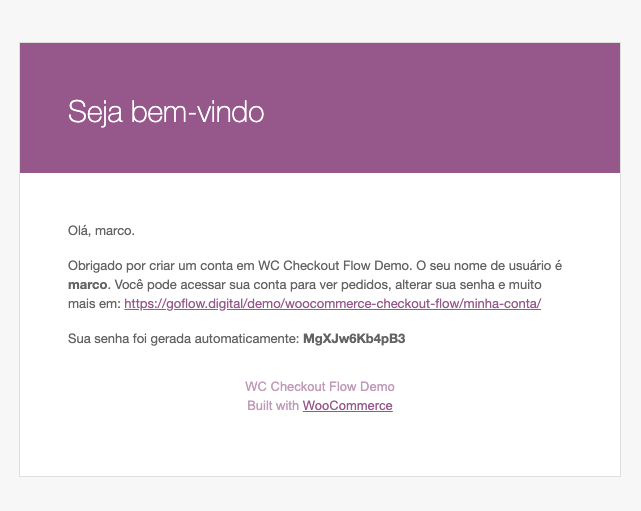 Seja bem-vindo
Olá, marco.
Obrigado por criar um conta em WC Checkout Flow Demo. O seu nome de usuário é
marco. Você pode acessar sua conta para ver pedidos, alterar sua senha e muito
mais em: https://goflow.digital/demo/woocommerce-checkout-flow/minha-conta/
Sua senha foi gerada automaticamente: MgXJw6Kb4pB3
WC Checkout Flow Demo
Built with WooCommerce